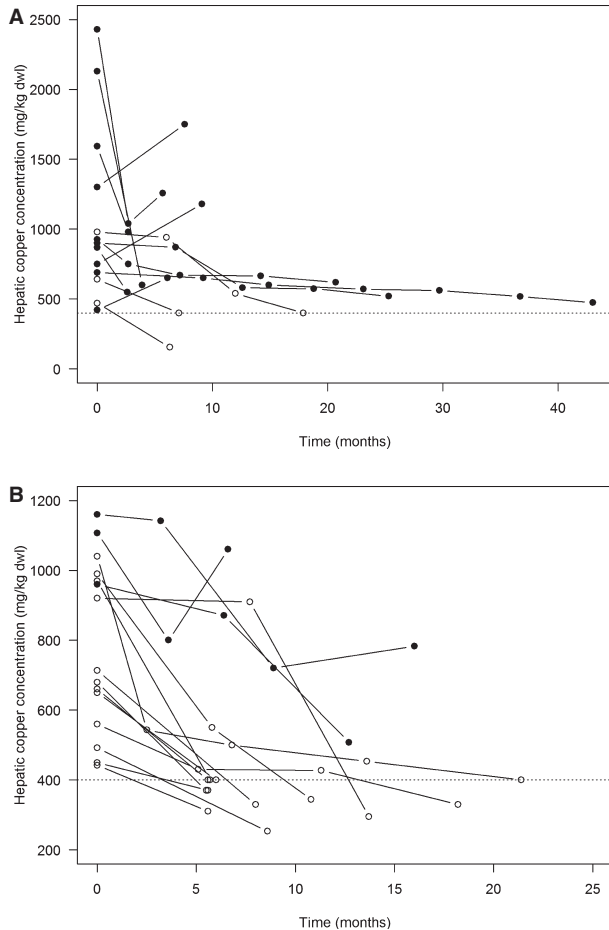 A
Hepatic copper concentration (mg/kg dwl)
2500
2000
1500
1000
500
0
0 10 20 30 40
Time (months)
B
Hepatic copper concentration (mg/kg dwl)
1200
1000
800
600
400
200
0 5 10 15 20 25
Time (months)